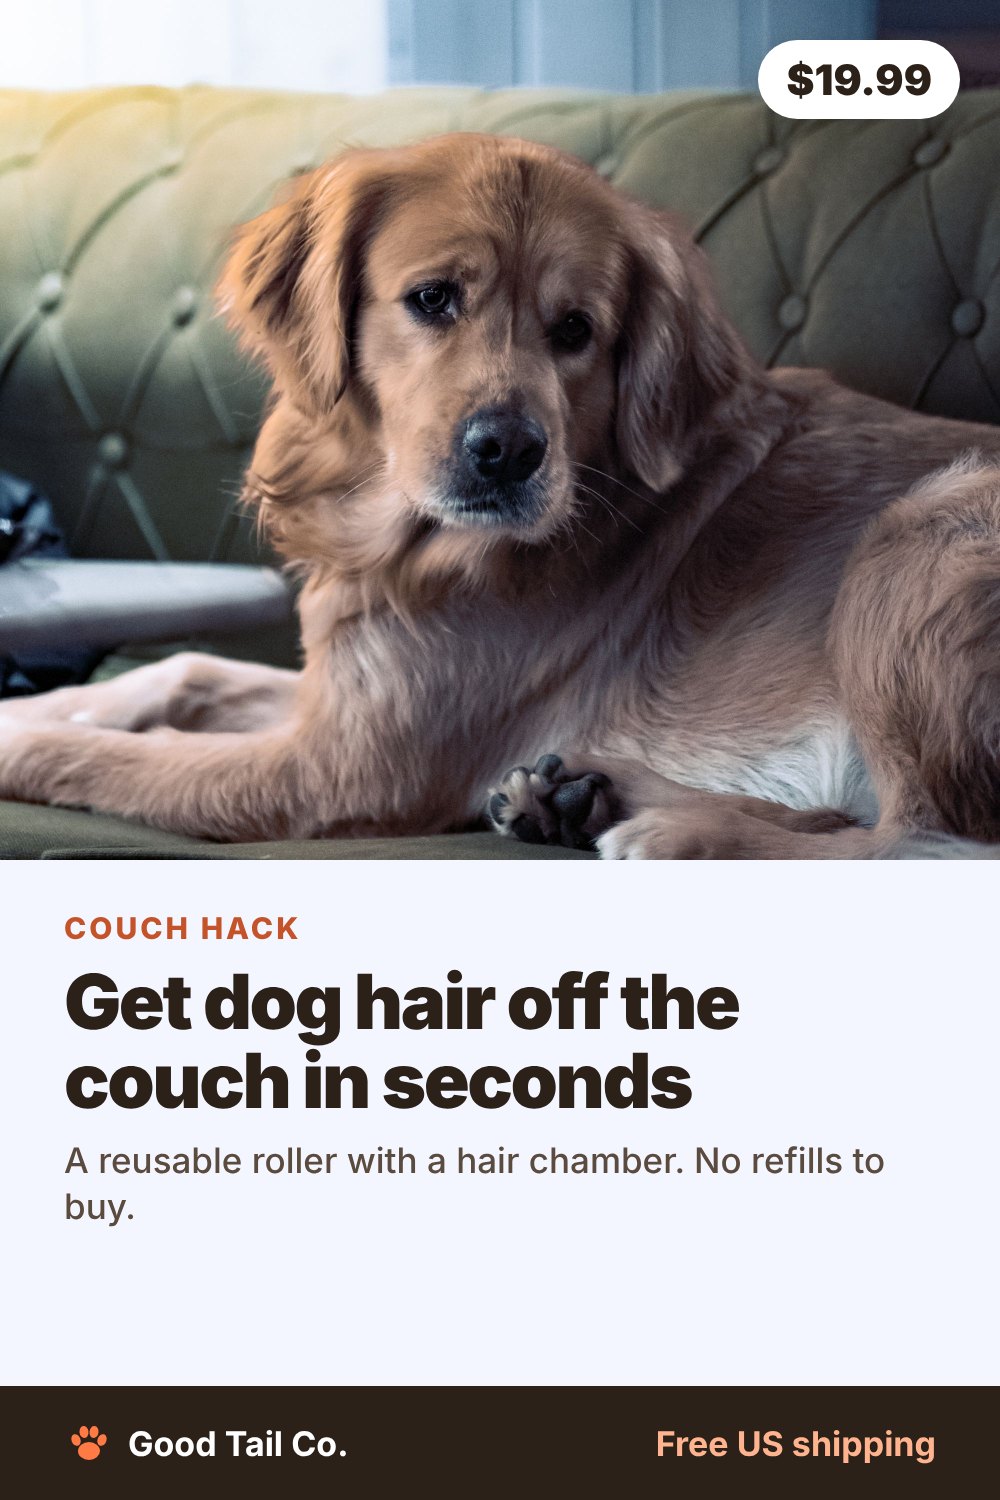 $19.99
COUCH HACK
Get dog hair off the
couch in seconds
A reusable roller with a hair chamber. No refills to
buy.
Good Tail Co.
Free US shipping